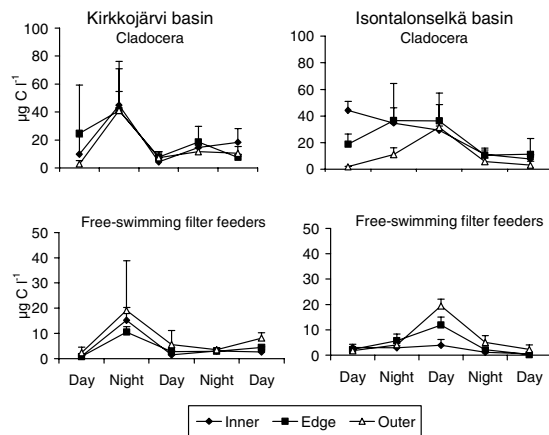 Kirkkojärvi basin
Cladocera
µg C l⁻¹
100
80
60
40
20
0
Isontalonselkä basin
Cladocera
100
80
60
40
20
0
Free-swimming filter feeders
µg C l⁻¹
50
40
30
20
10
0
Day Night Day Night Day
Free-swimming filter feeders
50
40
30
20
10
0
Day Night Day Night Day
Inner Edge Outer